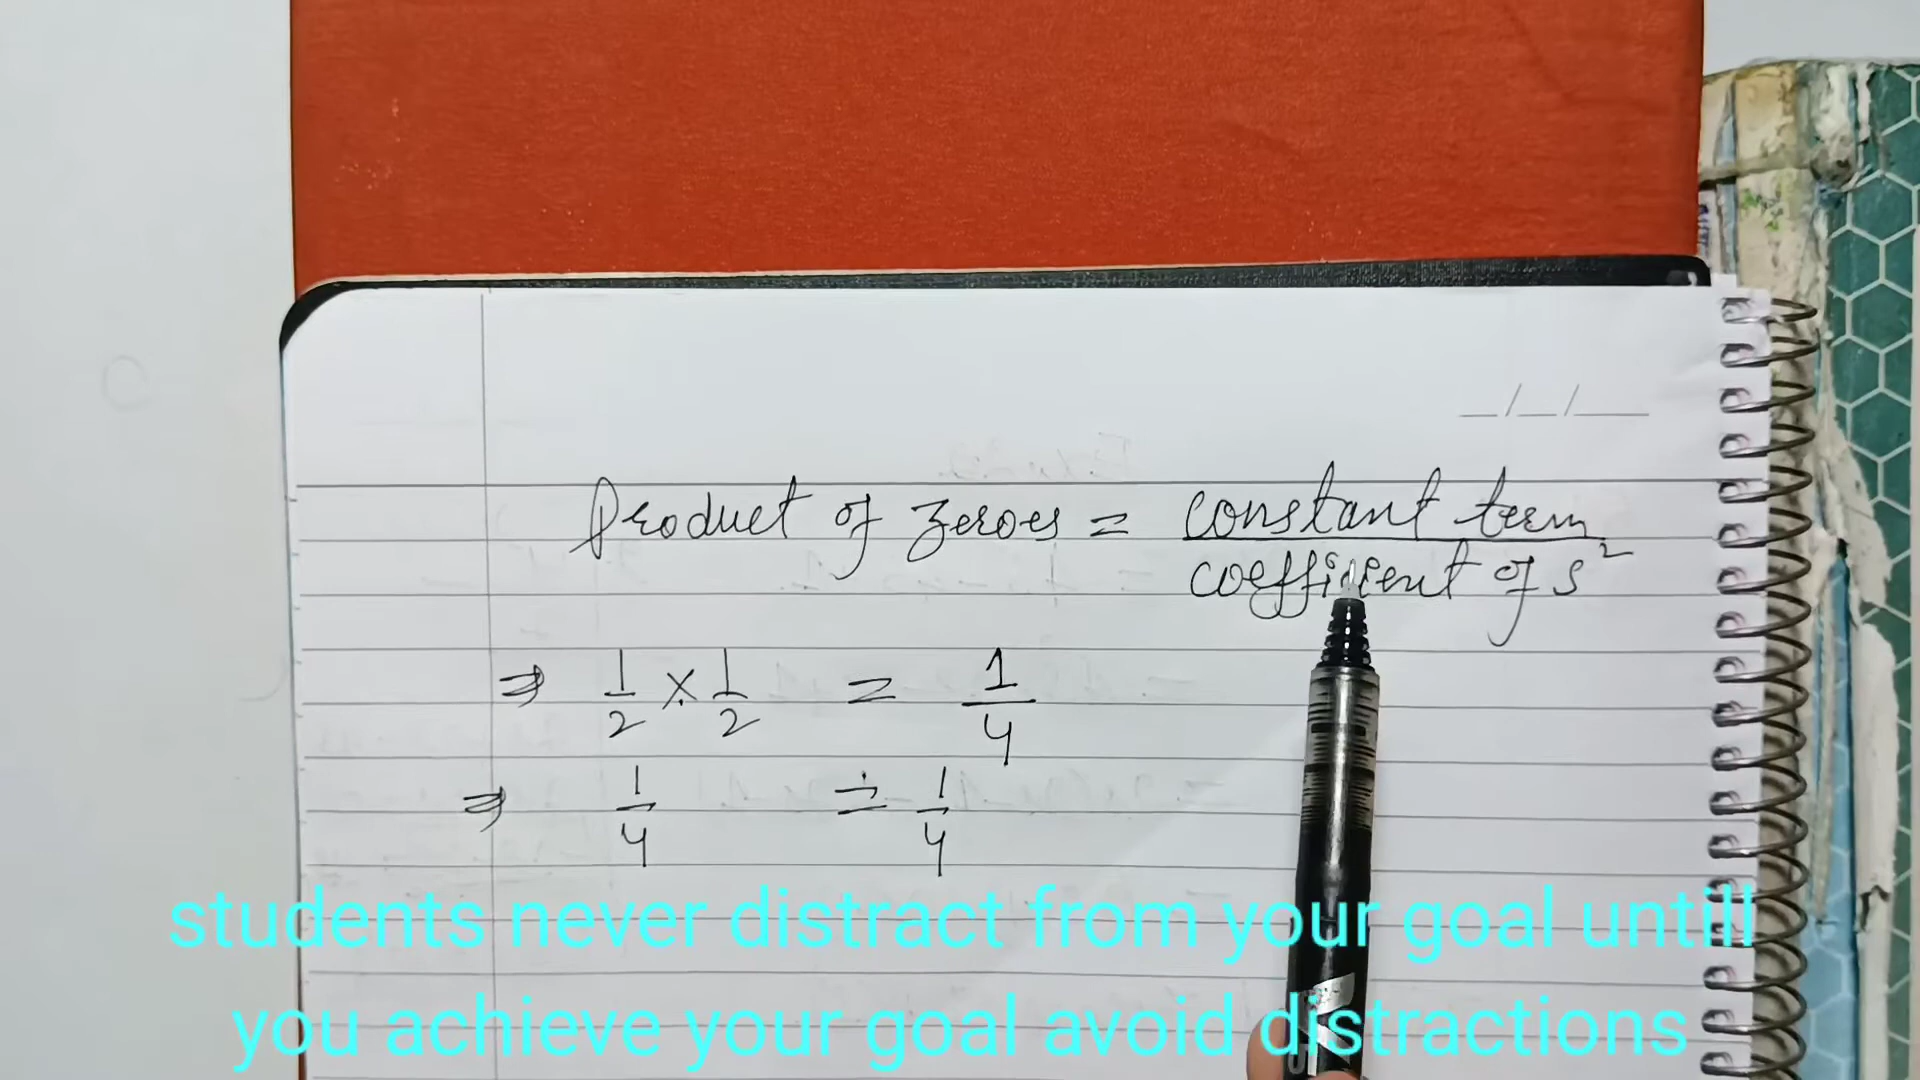 Product of zeroes = constant term / coefficient of s²
⇒ 1/2 × 1/2 = 1/4
⇒ 1/4 = 1/4
students never distract from your goal untill
you achieve your goal avoid distractions